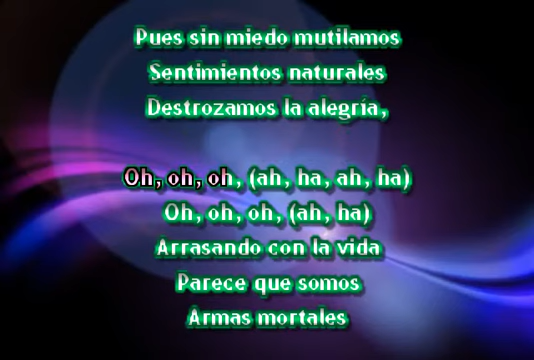 Pues sin miedo mutilamos
Sentimientos naturales
Destrozamos la alegría,
Oh, oh, oh, (ah, ha, ah, ha)
Oh, oh, oh, (ah, ha)
Arrasando con la vida
Parece que somos
Armas mortales